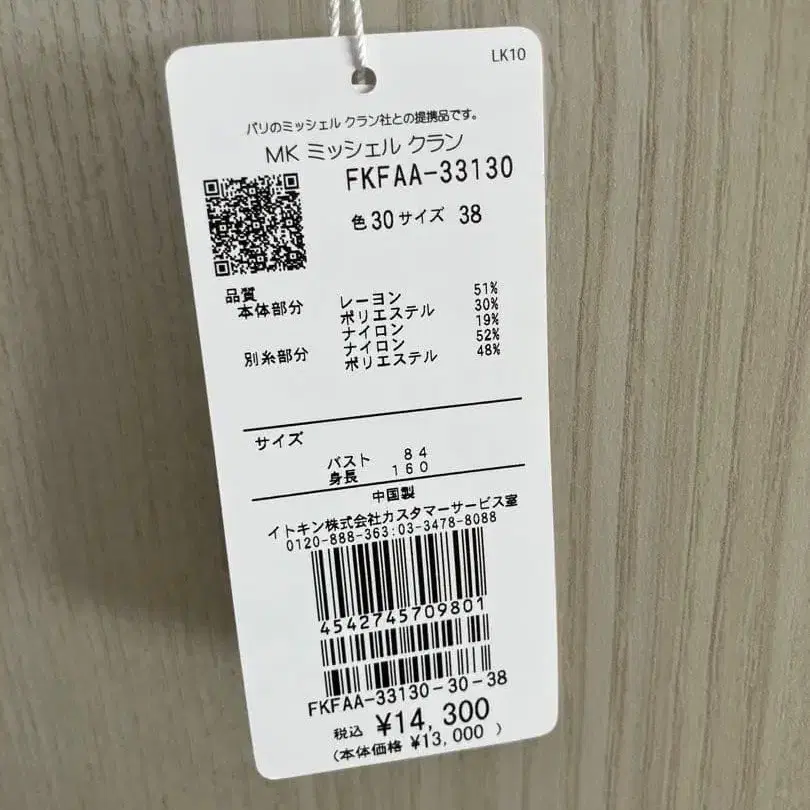 LK10
パリのミッシェル クラン社との提携品です。
MK ミッシェル クラン
FKFAA-33130
色30サイズ 38
品質
本体部分 レーヨン 51%
ポリエステル 30%
ナイロン 19%
別糸部分 ナイロン 52%
ポリエステル 48%
サイズ
バスト 84
身長 160
中国製
イトキン株式会社カスタマーサービス室
0120-888-363:03-3478-8088
4542745709801
FKFAA-33130-30-38
税込 ¥14,300
(本体価格 ¥13,000 )